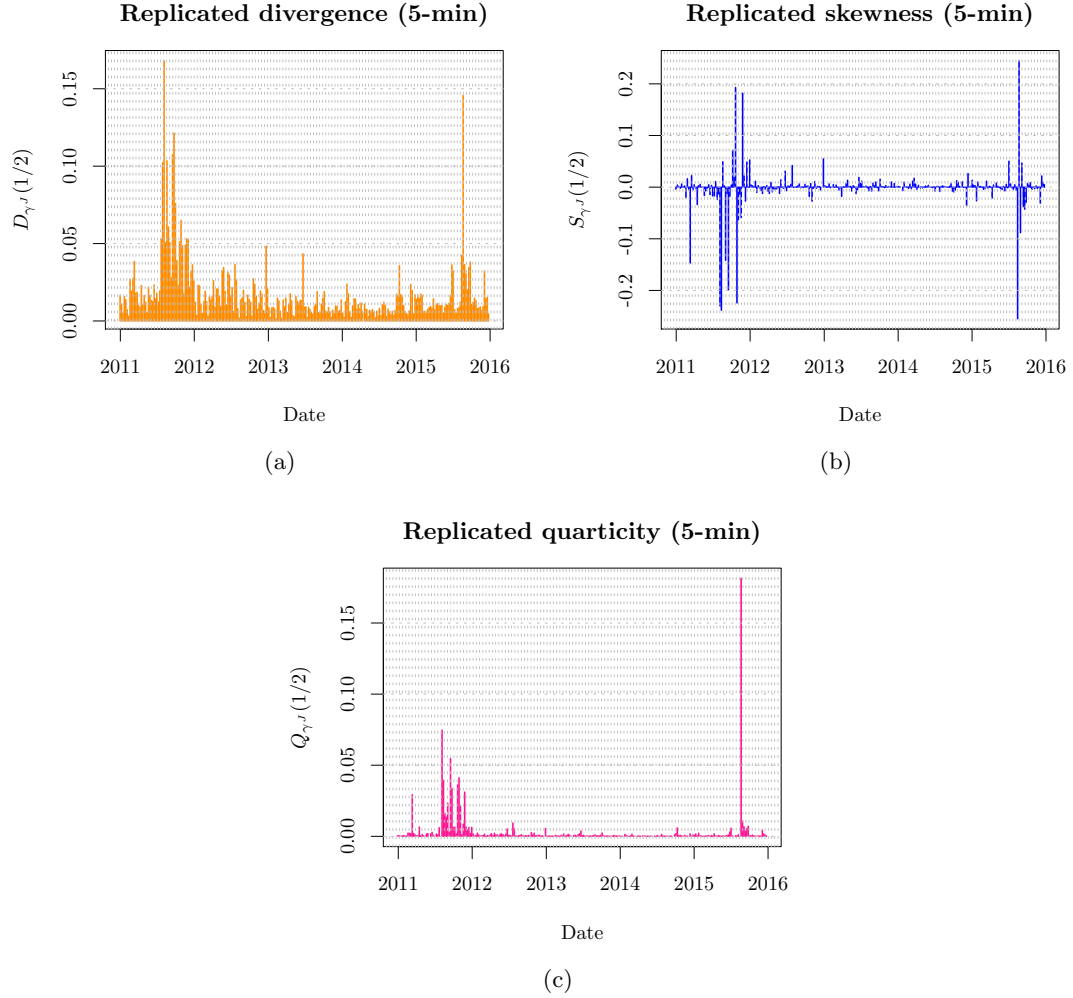 Replicated divergence (5-min)
D_{γ^J}(1/2)
0.15
0.10
0.05
0.00
2011 2012 2013 2014 2015 2016
Date
(a)
Replicated skewness (5-min)
S_{γ^J}(1/2)
0.2
0.1
0.0
-0.1
-0.2
2011 2012 2013 2014 2015 2016
Date
(b)
Replicated quarticity (5-min)
Q_{γ^J}(1/2)
0.15
0.10
0.05
0.00
2011 2012 2013 2014 2015 2016
Date
(c)